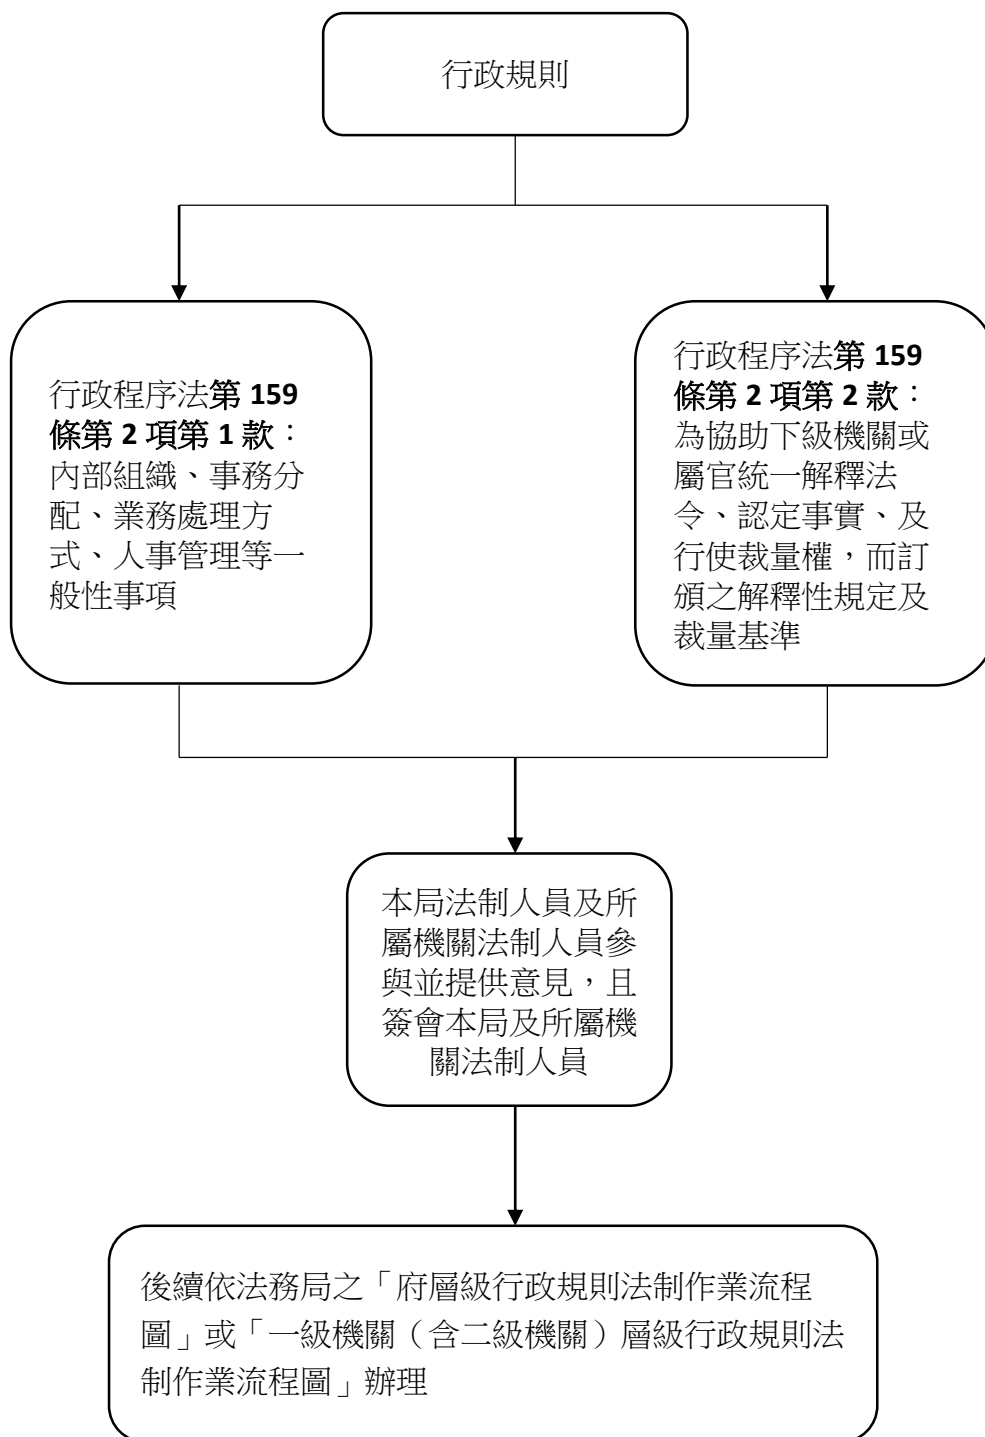 行政規則
行政程序法第 159
條第 2 項第 1 款：
內部組織、事務分
配、業務處理方
式、人事管理等一
般性事項
行政程序法第 159
條第 2 項第 2 款：
為協助下級機關或
屬官統一解釋法
令、認定事實、及
行使裁量權，而訂
頒之解釋性規定及
裁量基準
本局法制人員及所
屬機關法制人員參
與並提供意見，且
簽會本局及所屬機
關法制人員
後續依法務局之「府層級行政規則法制作業流程
圖」或「一級機關（含二級機關）層級行政規則法
制作業流程圖」辦理